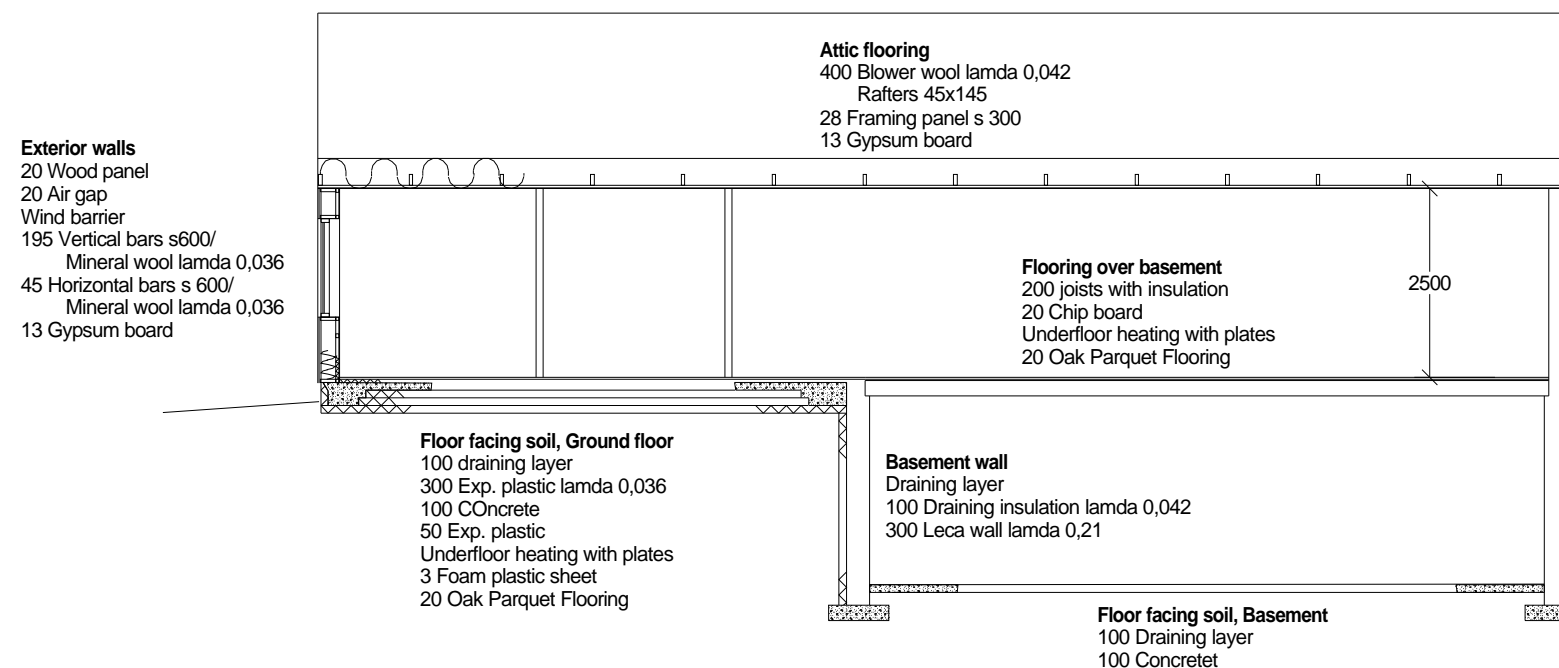 Attic flooring
400 Blower wool lamda 0,042
Rafters 45x145
28 Framing panel s 300
13 Gypsum board
Exterior walls
20 Wood panel
20 Air gap
Wind barrier
195 Vertical bars s600/
Mineral wool lamda 0,036
45 Horizontal bars s 600/
Mineral wool lamda 0,036
13 Gypsum board
Flooring over basement
200 joists with insulation
20 Chip board
Underfloor heating with plates
20 Oak Parquet Flooring
2500
Floor facing soil, Ground floor
100 draining layer
300 Exp. plastic lamda 0,036
100 COncrete
50 Exp. plastic
Underfloor heating with plates
3 Foam plastic sheet
20 Oak Parquet Flooring
Basement wall
Draining layer
100 Draining insulation lamda 0,042
300 Leca wall lamda 0,21
Floor facing soil, Basement
100 Draining layer
100 Concretet